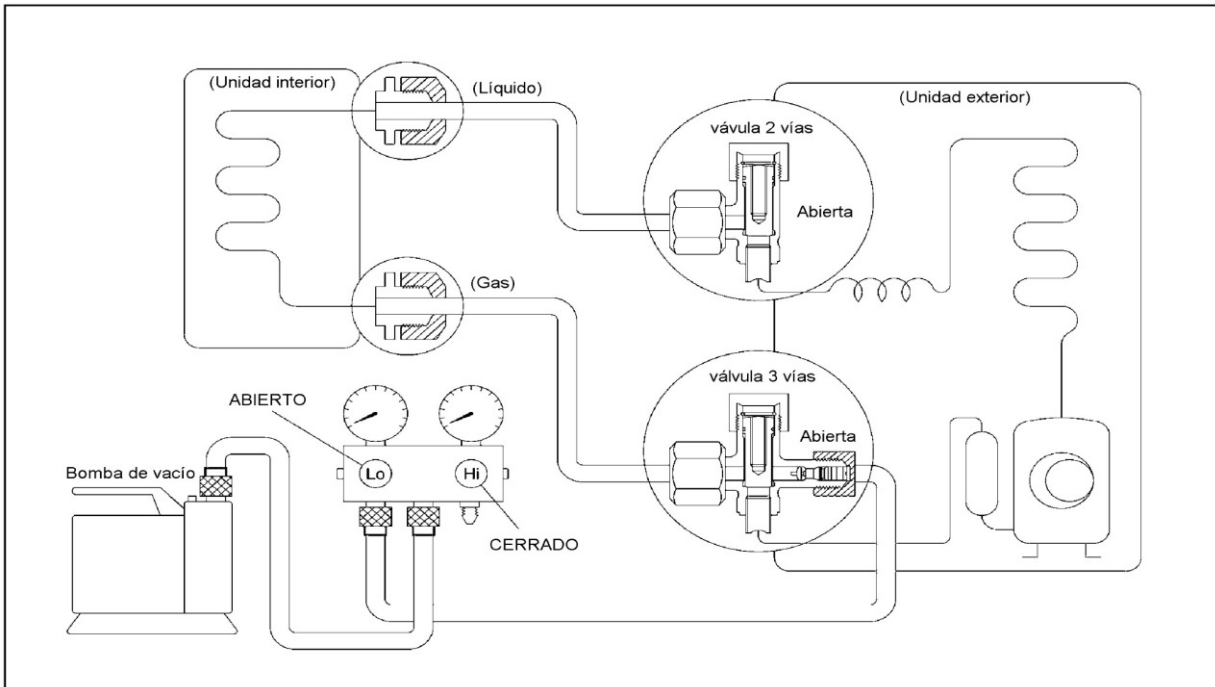 (Unidad interior)
(Líquido)
(Unidad exterior)
vávula 2 vías
Abierta
(Gas)
válvula 3 vías
ABIERTO
Abierta
Bomba de vacío
Lo
Hi
CERRADO